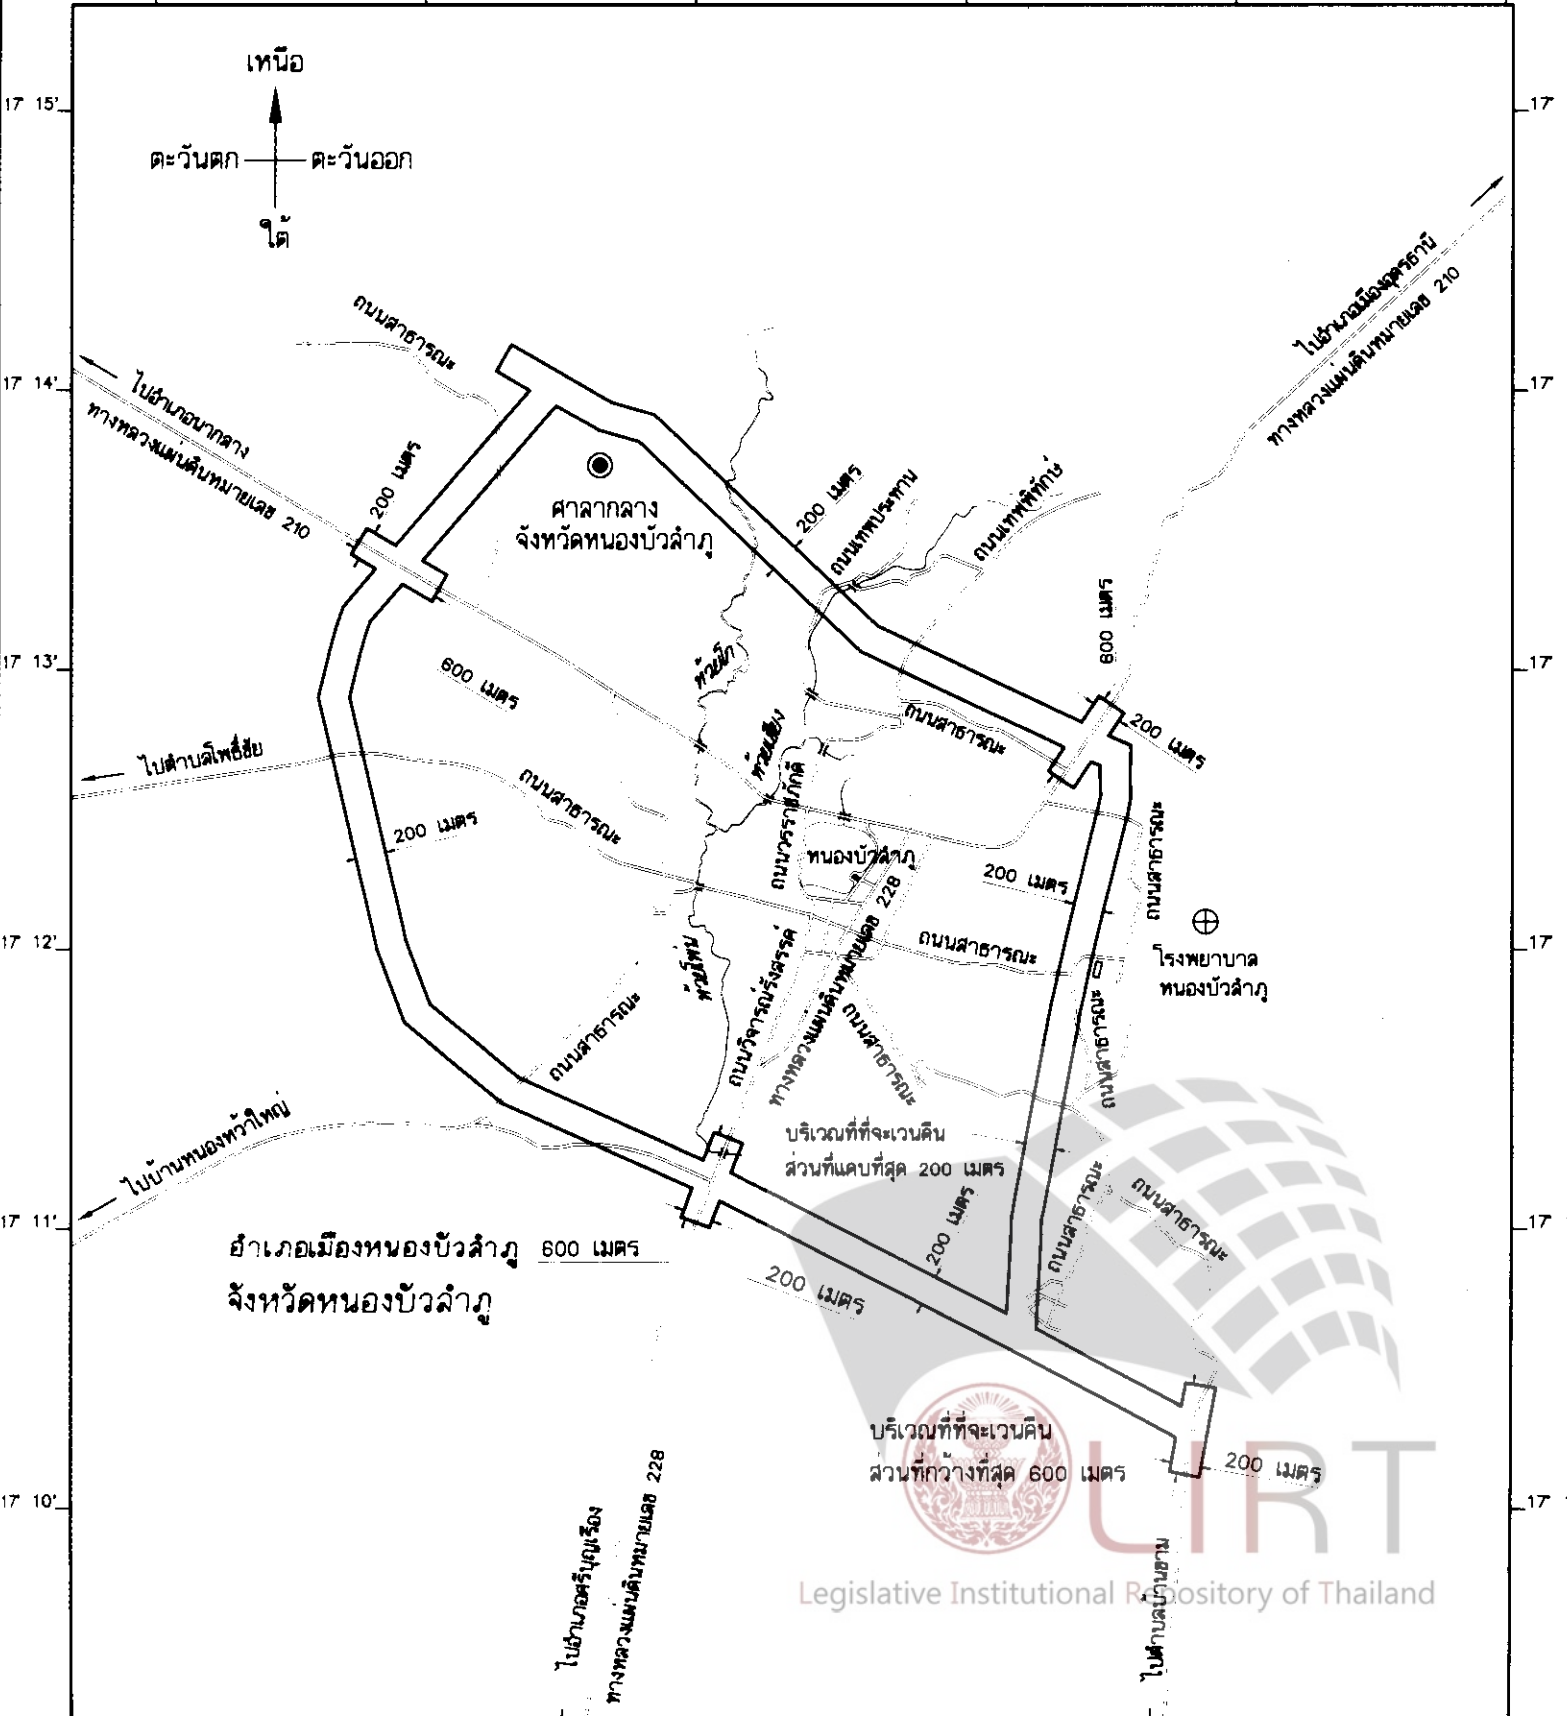 เหนือ
17° 15'
17°
ตะวันตก
ตะวันออก
ใต้
ไปอำเภอเมืองอุดรธานี
ทางหลวงแผ่นดินหมายเลข 210
ถนนสาธารณะ
17° 14'
17°
ไปอำเภอนากลาง
ทางหลวงแผ่นดินหมายเลข 210
200 เมตร
ศาลากลาง
จังหวัดหนองบัวลำภู
200 เมตร
ถนนเทพประทาน
ถนนเทพพิทักษ์
600 เมตร
17° 13'
17°
600 เมตร
ถนนสาธารณะ
200 เมตร
ไปตำบลโพธิ์ชัย
ถนนสาธารณะ
ถนนวรราชภักดี
200 เมตร
หนองบัวลำภู
200 เมตร
ถนนสาธารณะ
17° 12'
17°
ถนนสาธารณะ
โรงพยาบาล
หนองบัวลำภู
ถนนสาธารณะ
ถนนวิจารณ์รังสรรค์
ทางหลวงแผ่นดินหมายเลข 228
ถนนสาธารณะ
ถนนสาธารณะ
ไปบ้านหนองหว้าใหญ่
บริเวณที่ที่จะเวนคืน
ส่วนที่แคบที่สุด 200 เมตร
200 เมตร
ถนนสาธารณะ
ถนนสาธารณะ
17° 11'
17°
อำเภอเมืองหนองบัวลำภู
600 เมตร
จังหวัดหนองบัวลำภู
200 เมตร
บริเวณที่ที่จะเวนคืน
ส่วนที่กว้างที่สุด 600 เมตร
200 เมตร
17° 10'
17°
LIRT
Legislative Institutional Repository of Thailand
ไปอำเภอศรีบุญเรือง
ทางหลวงแผ่นดินหมายเลข 228
ไปตำบลบ้านขาม